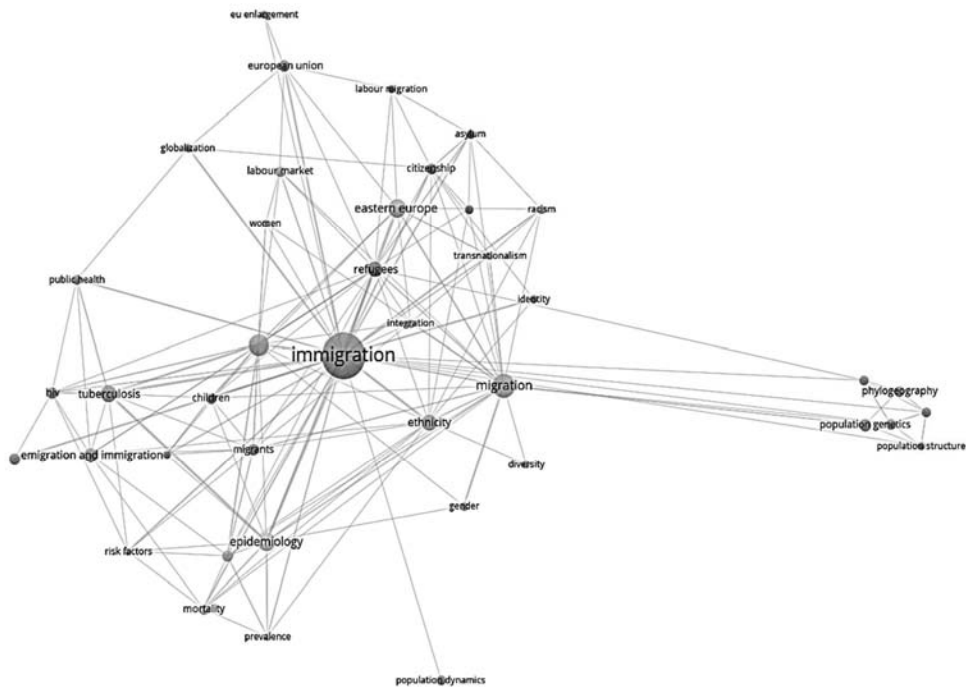 eu enlargement
european union
labour migration
asylum
globalization
citizenship
labour market
eastern europe
racism
women
transnationalism
refugees
public health
identity
integration
immigration
migration
phylogeography
hiv
tuberculosis
children
ethnicity
population genetics
population structure
emigration and immigration
migrants
diversity
gender
epidemiology
risk factors
mortality
prevalence
population dynamics